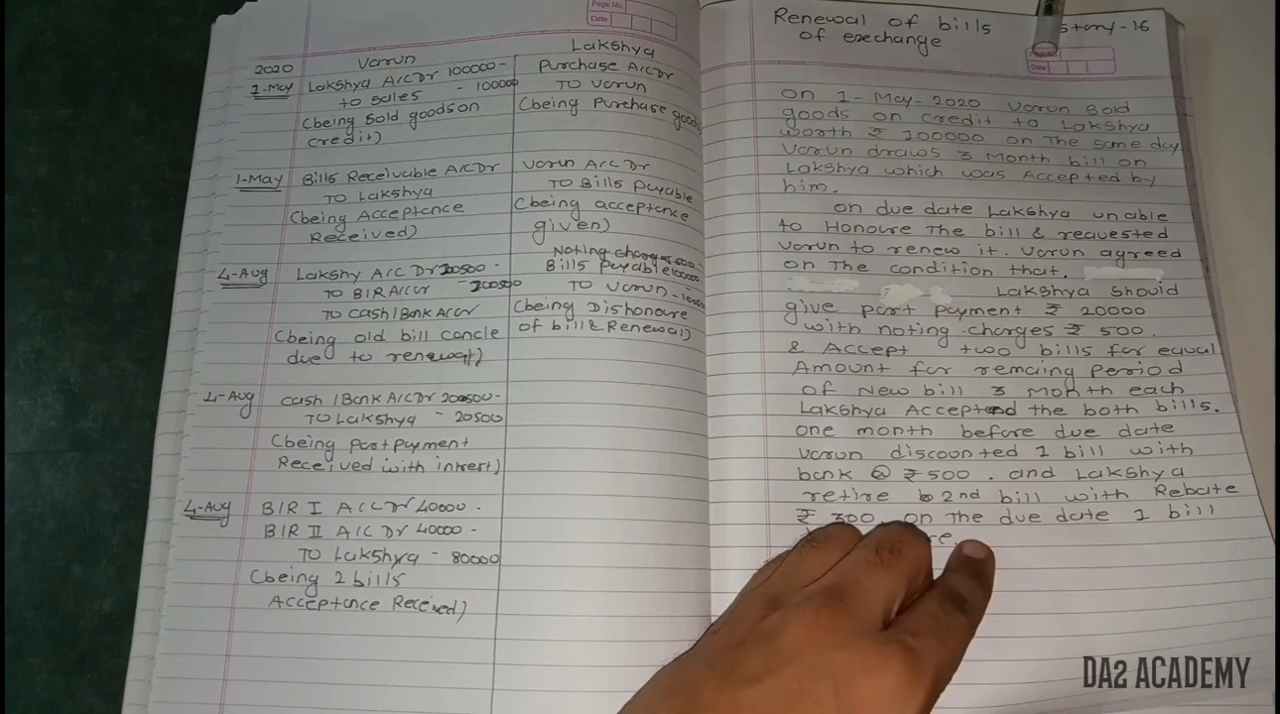 Page No.
Date
2020
Varun
Lakshya
1-May
Lakshya A/C Dr 100000-
to Sales - 100000
(being Sold goodson
credit)
Purchase A/C Dr
TO Varun
(being Purchase goods
1-May
Bills Receivable A/C Dr
TO Lakshya
(being Acceptance
Received)
Varun A/C Dr
TO Bills Payable
(being acceptance
given)
4-Aug
Lakshy A/C Dr
TO B/R A/C Cr
TO Cash/Bank A/C Cr
(being old bill concle
due to renewal)
Noting charge
Bills Payable
TO Varun
(being Dishonoure
of bill & Renewal)
4-Aug
Cash/Bank A/C Dr
TO Lakshya - 20500
(being Part Payment
Received with intrest)
4-Aug
B/R I A/C Dr 40000.
B/R II A/C Dr 40000-
TO Lakshya - 80000
(being 2 bills
Acceptance Received)
Renewal of bills
of exechange
Story-16
Date
on 1-May-2020 Varun Sold
goods on credit to Lakshya
worth ₹ 100000 on The same day
Varun draws 3 Month bill on
Lakshya which was Accepted by
him.
on due date Lakshya unable
to Honoure The bill & requested
Varun to renew it. Varun agreed
on The condition that.
Lakshya should
give part payment ₹ 20000
with noting charges ₹ 500.
& Accept two bills for equal
Amount for remaing Period
of New bill 3 Month each
Lakshya Accepted the both bills.
one month before due date
Varun discounted 1 bill with
bank @ ₹ 500. and Lakshya
retire 2nd bill with Rebate
₹ 300. on The due date 1 bill
DA2 ACADEMY